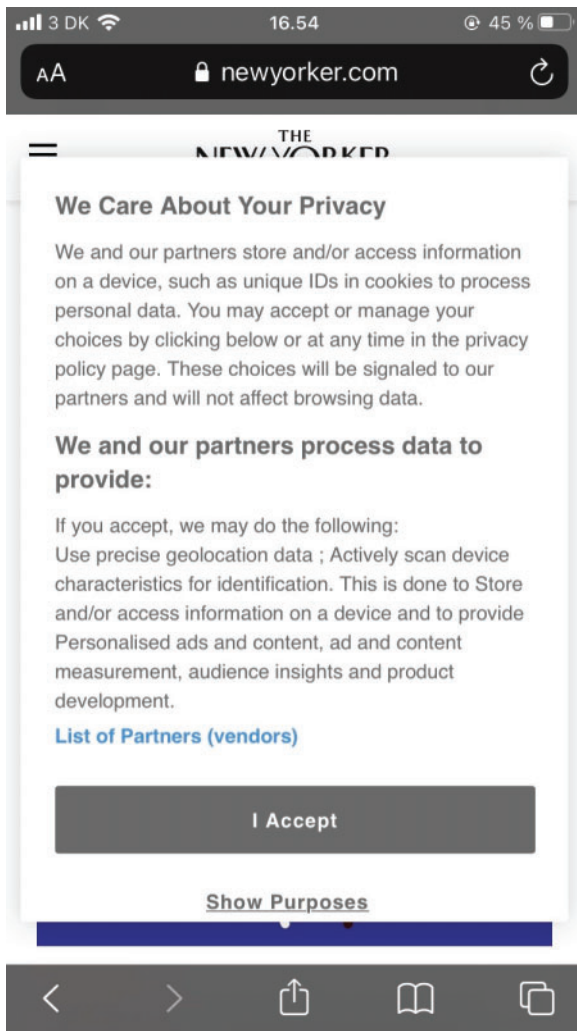 3 DK 16.54 45 %
AA newyorker.com
THE
NEW YORKER
We Care About Your Privacy
We and our partners store and/or access information
on a device, such as unique IDs in cookies to process
personal data. You may accept or manage your
choices by clicking below or at any time in the privacy
policy page. These choices will be signaled to our
partners and will not affect browsing data.
We and our partners process data to
provide:
If you accept, we may do the following:
Use precise geolocation data ; Actively scan device
characteristics for identification. This is done to Store
and/or access information on a device and to provide
Personalised ads and content, ad and content
measurement, audience insights and product
development.
List of Partners (vendors)
I Accept
Show Purposes